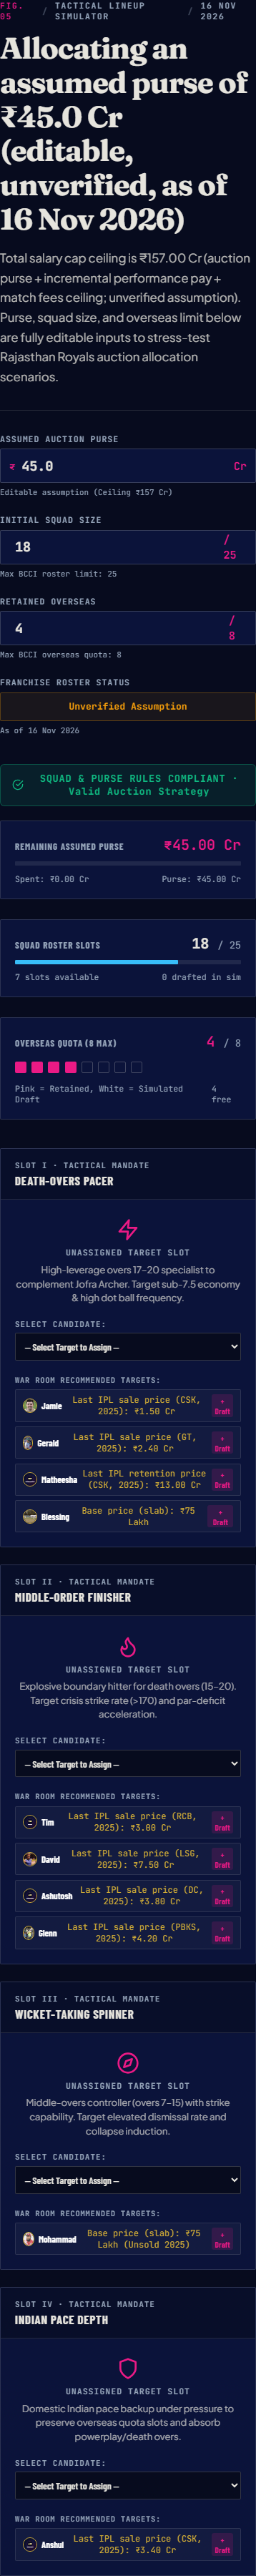 FIG. 05 / TACTICAL LINEUP SIMULATOR / 16 NOV 2026
Allocating an
assumed purse of
₹45.0 Cr
(editable,
unverified, as of
16 Nov 2026)
Total salary cap ceiling is ₹157.00 Cr (auction
purse + incremental performance pay +
match fees ceiling; unverified assumption).
Purse, squad size, and overseas limit below
are fully editable inputs to stress-test
Rajasthan Royals auction allocation
scenarios.
ASSUMED AUCTION PURSE
₹ 45.0 Cr
Editable assumption (Ceiling ₹157 Cr)
INITIAL SQUAD SIZE
18 / 25
Max BCCI roster limit: 25
RETAINED OVERSEAS
4 / 8
Max BCCI overseas quota: 8
FRANCHISE ROSTER STATUS
Unverified Assumption
As of 16 Nov 2026
SQUAD & PURSE RULES COMPLIANT ·
Valid Auction Strategy
REMAINING ASSUMED PURSE ₹45.00 Cr
Spent: ₹0.00 Cr Purse: ₹45.00 Cr
SQUAD ROSTER SLOTS 18 / 25
7 slots available 0 drafted in sim
OVERSEAS QUOTA (8 MAX) 4 / 8
Pink = Retained, White = Simulated Draft 4 free
SLOT I · TACTICAL MANDATE
DEATH-OVERS PACER
UNASSIGNED TARGET SLOT
High-leverage overs 17–20 specialist to
complement Jofra Archer. Target sub-7.5 economy
& high dot ball frequency.
SELECT CANDIDATE:
— Select Target to Assign —
WAR ROOM RECOMMENDED TARGETS:
Jamie Last IPL sale price (CSK, 2025): ₹1.50 Cr + Draft
Gerald Last IPL sale price (GT, 2025): ₹2.40 Cr + Draft
Matheesha Last IPL retention price (CSK, 2025): ₹13.00 Cr + Draft
Blessing Base price (slab): ₹75 Lakh + Draft
SLOT II · TACTICAL MANDATE
MIDDLE-ORDER FINISHER
UNASSIGNED TARGET SLOT
Explosive boundary hitter for death overs (15–20).
Target crisis strike rate (>170) and par-deficit
acceleration.
SELECT CANDIDATE:
— Select Target to Assign —
WAR ROOM RECOMMENDED TARGETS:
Tim Last IPL sale price (RCB, 2025): ₹3.00 Cr + Draft
David Last IPL sale price (LSG, 2025): ₹7.50 Cr + Draft
Ashutosh Last IPL sale price (DC, 2025): ₹3.80 Cr + Draft
Glenn Last IPL sale price (PBKS, 2025): ₹4.20 Cr + Draft
SLOT III · TACTICAL MANDATE
WICKET-TAKING SPINNER
UNASSIGNED TARGET SLOT
Middle-overs controller (overs 7–15) with strike
capability. Target elevated dismissal rate and
collapse induction.
SELECT CANDIDATE:
— Select Target to Assign —
WAR ROOM RECOMMENDED TARGETS:
Mohammad Base price (slab): ₹75 Lakh (Unsold 2025) + Draft
SLOT IV · TACTICAL MANDATE
INDIAN PACE DEPTH
UNASSIGNED TARGET SLOT
Domestic Indian pace backup under pressure to
preserve overseas quota slots and absorb
powerplay/death overs.
SELECT CANDIDATE:
— Select Target to Assign —
WAR ROOM RECOMMENDED TARGETS:
Anshul Last IPL sale price (CSK, 2025): ₹3.40 Cr + Draft